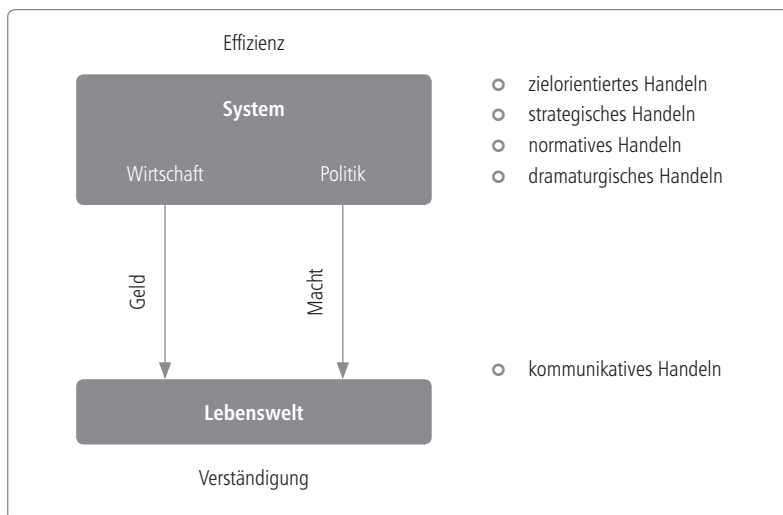 Effizienz
System
Wirtschaft
Politik
zielorientiertes Handeln
strategisches Handeln
normatives Handeln
dramaturgisches Handeln
Geld
Macht
kommunikatives Handeln
Lebenswelt
Verständigung